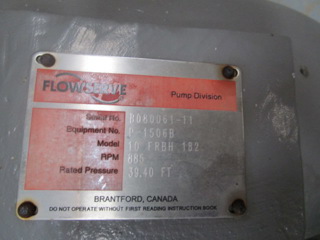 FLOWSERVE
Pump Division
Serial No. B080061-11
Equipment No. P-1506B
Model 10 FRBH 182
RPM 885
Rated Pressure 39.40 FT
BRANTFORD, CANADA
DO NOT OPERATE WITHOUT FIRST READING INSTRUCTION BOOK